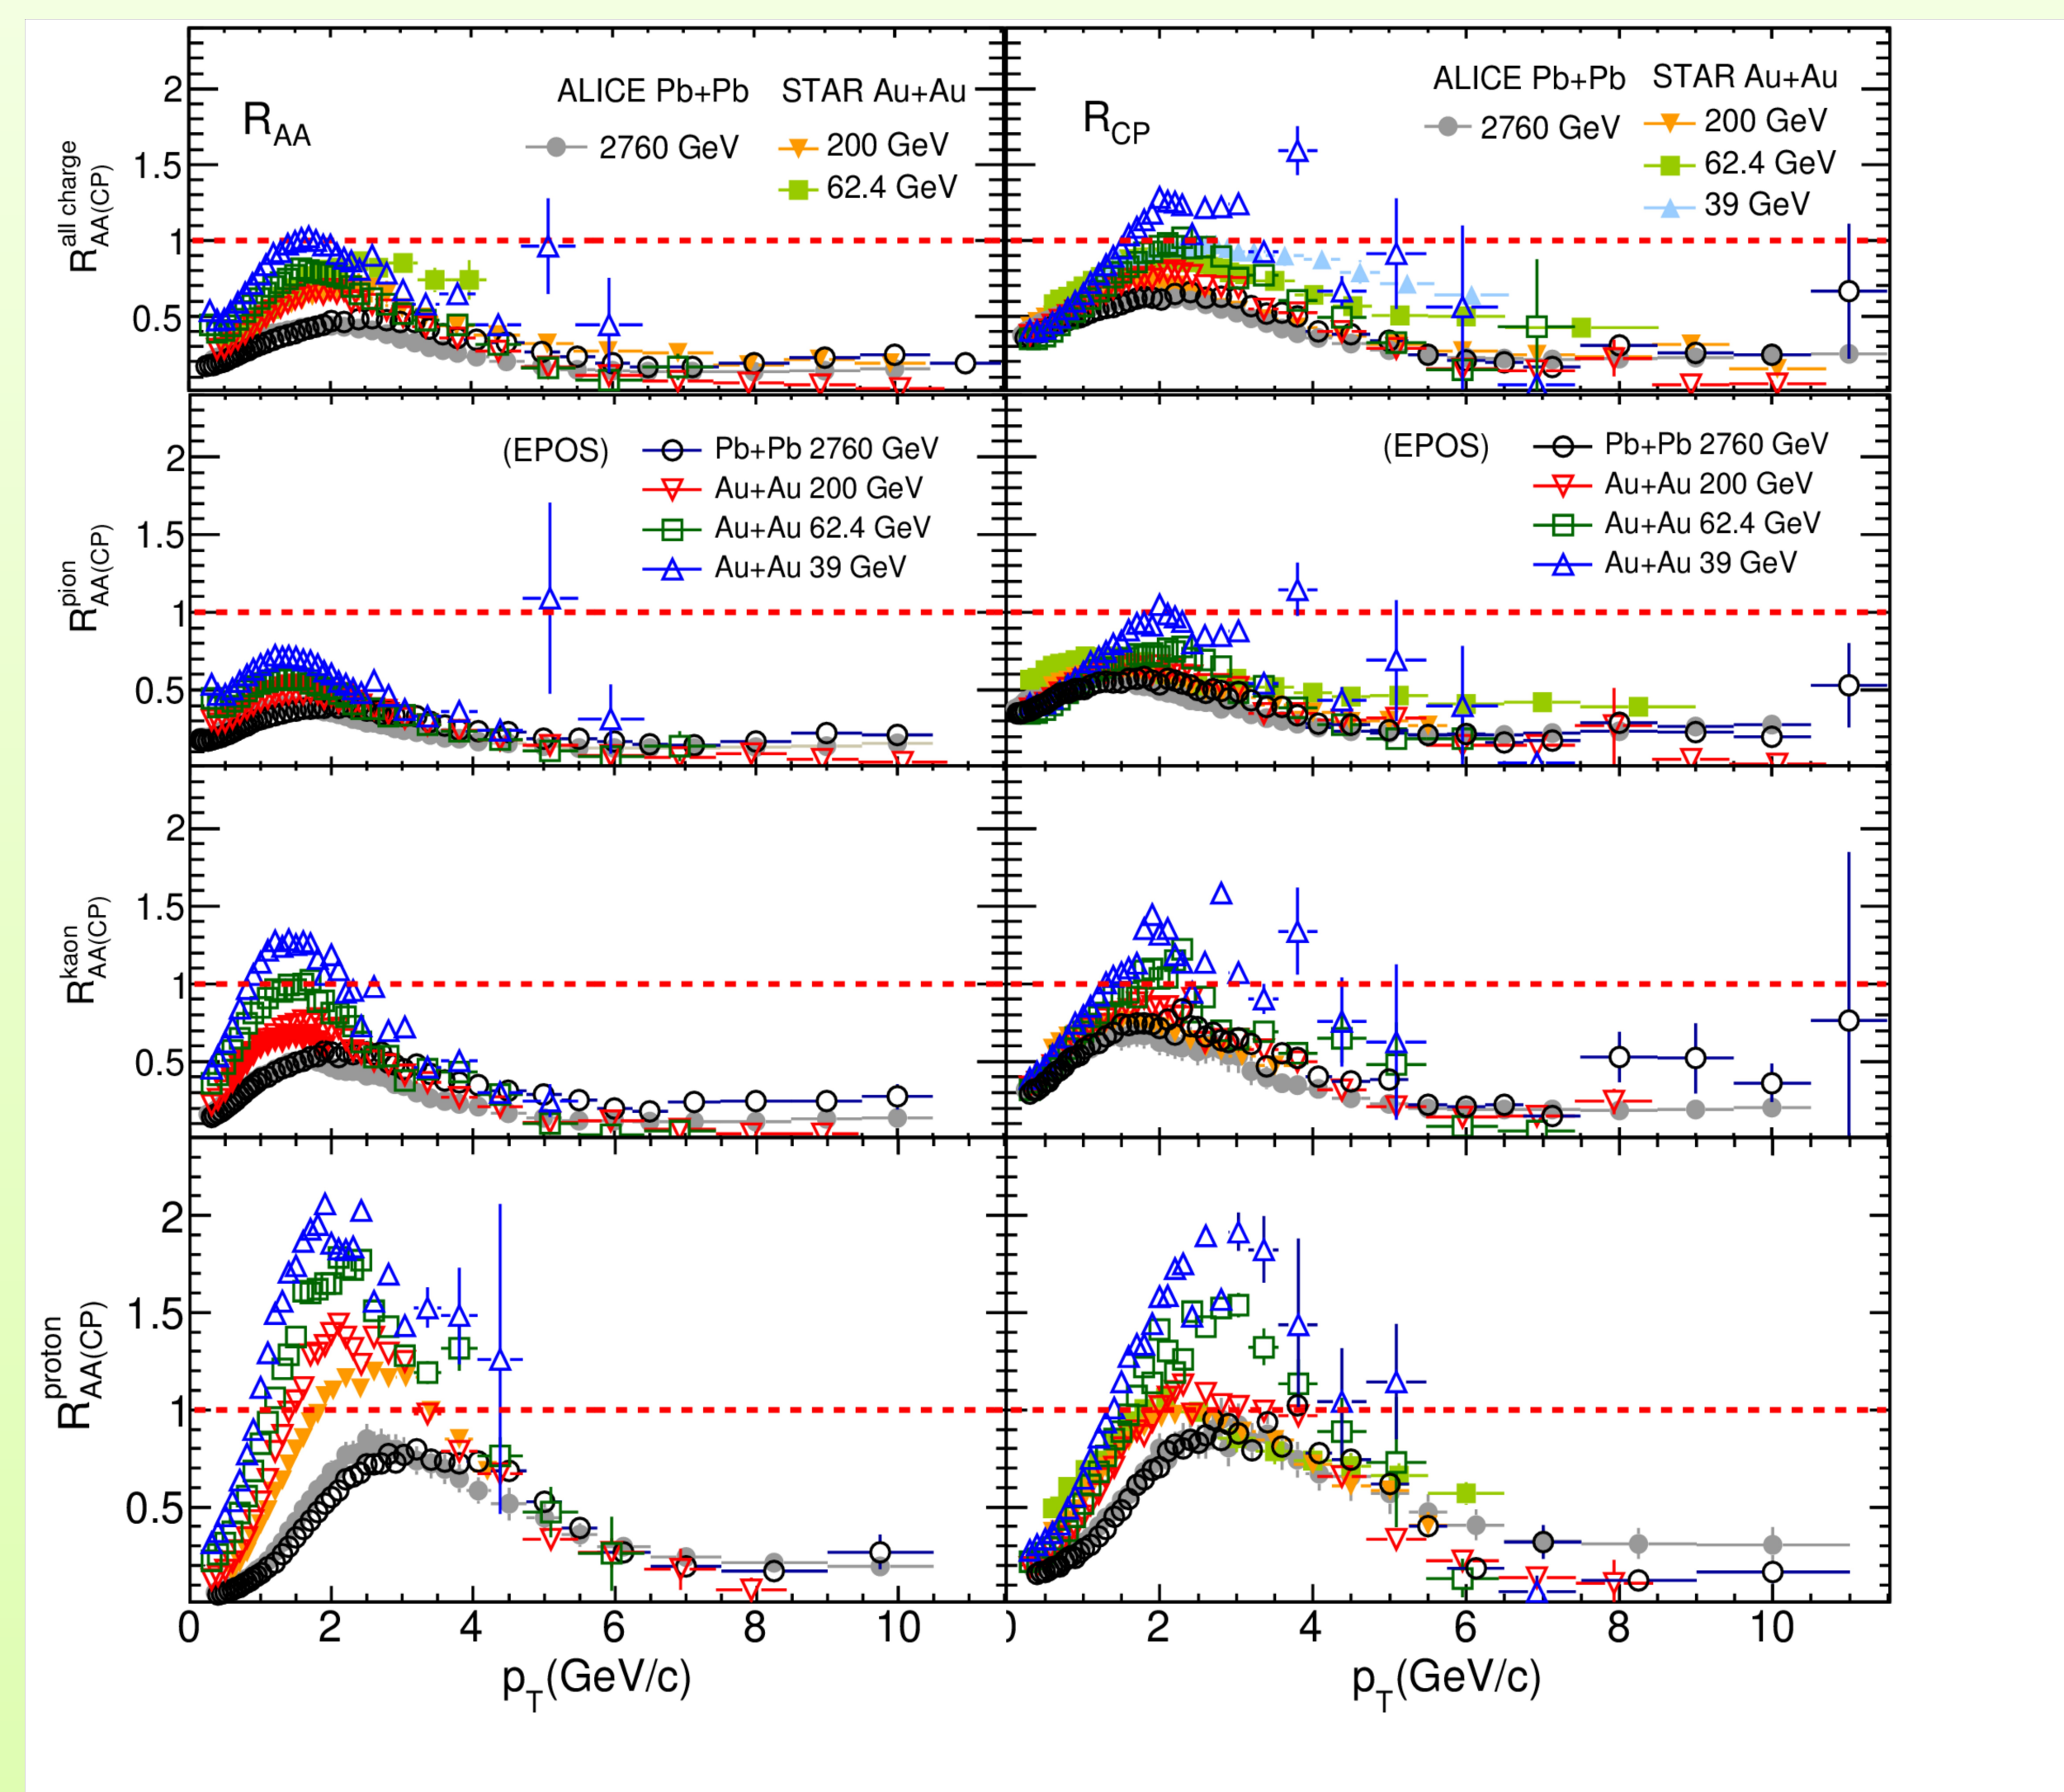 R_AA
ALICE Pb+Pb STAR Au+Au
2760 GeV 200 GeV
62.4 GeV
R_CP
ALICE Pb+Pb STAR Au+Au
2760 GeV 200 GeV
62.4 GeV
39 GeV
R^all charge_AA(CP)
2
1.5
1
0.5
(EPOS) Pb+Pb 2760 GeV
Au+Au 200 GeV
Au+Au 62.4 GeV
Au+Au 39 GeV
(EPOS) Pb+Pb 2760 GeV
Au+Au 200 GeV
Au+Au 62.4 GeV
Au+Au 39 GeV
R^pion_AA(CP)
2
1.5
1
0.5
R^kaon_AA(CP)
2
1.5
1
0.5
R^proton_AA(CP)
2
1.5
1
0.5
0 2 4 6 8 10
2 4 6 8 10
p_T(GeV/c)
p_T(GeV/c)